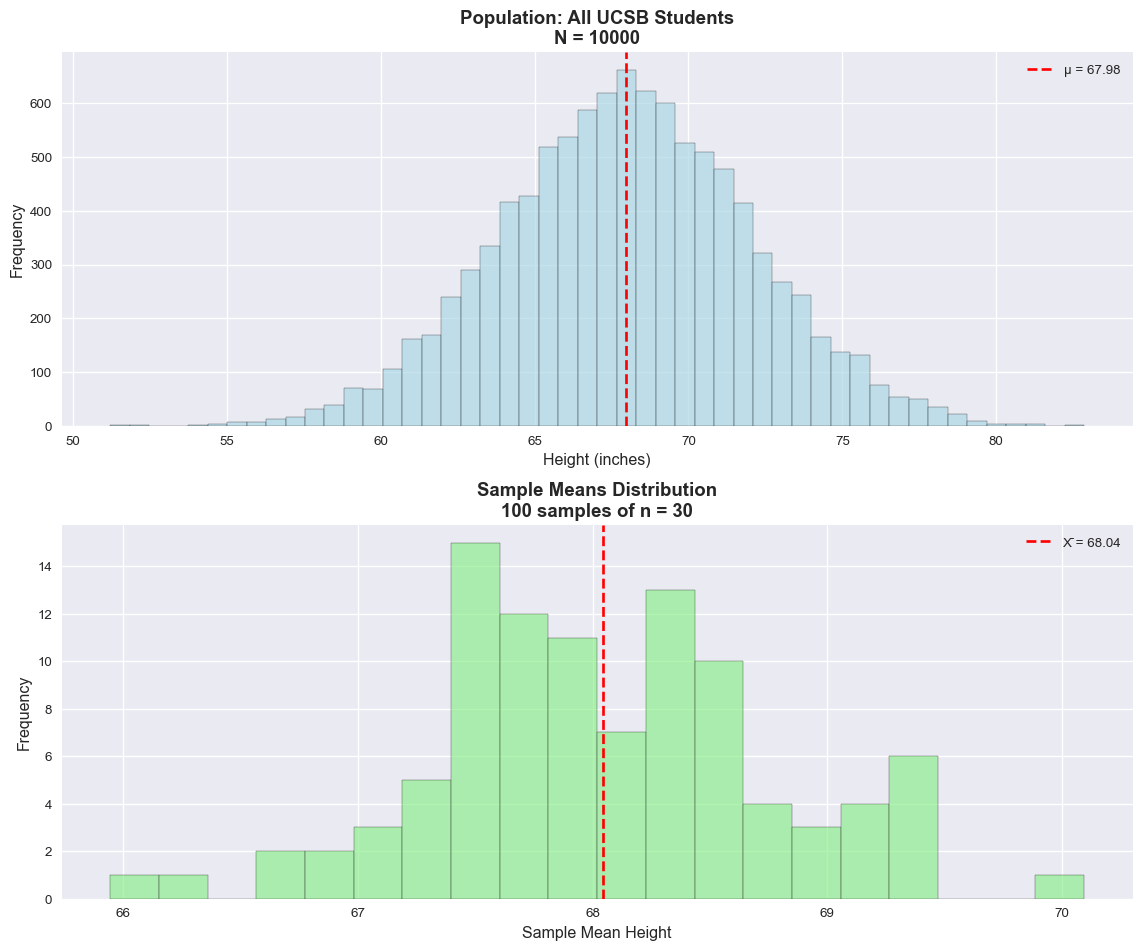 Population: All UCSB Students
N = 10000
μ = 67.98
600
500
400
300
200
100
0
Frequency
50 55 60 65 70 75 80
Height (inches)
Sample Means Distribution
100 samples of n = 30
X̄ = 68.04
14
12
10
8
6
4
2
0
Frequency
66 67 68 69 70
Sample Mean Height